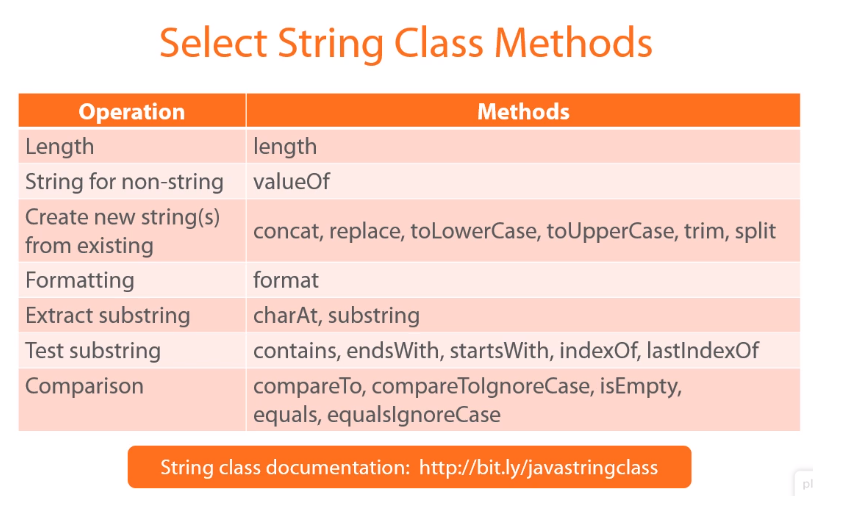 Select String Class Methods
Operation Methods
Length length
String for non-string valueOf
Create new string(s)
from existing
concat, replace, toLowerCase, toUpperCase, trim, split
Formatting format
Extract substring charAt, substring
Test substring contains, endsWith, startsWith, indexOf, lastIndexOf
Comparison compareTo, compareToIgnoreCase, isEmpty,
equals, equalsIgnoreCase
String class documentation: http://bit.ly/javastringclass
pl